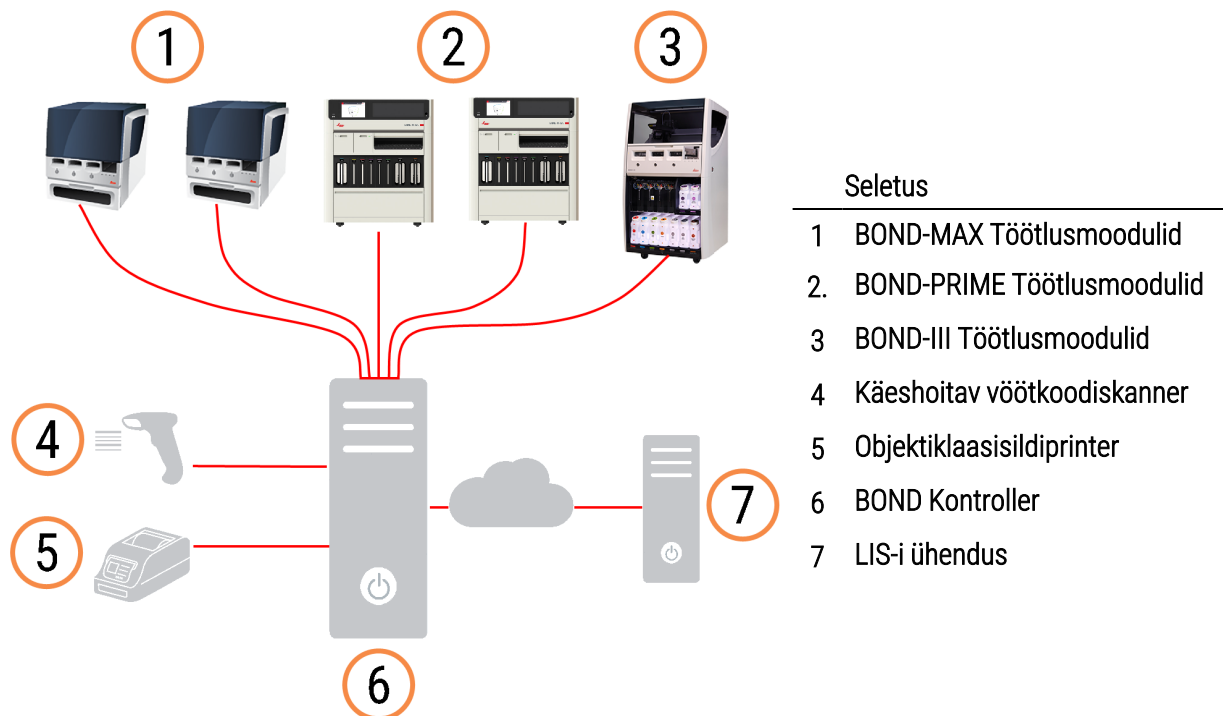 1
2
3
4
5
6
7
Seletus
1 BOND-MAX Töötlusmoodulid
2. BOND-PRIME Töötlusmoodulid
3 BOND-III Töötlusmoodulid
4 Käeshoitav vöötkoodiskanner
5 Objektiklaasisildiprinter
6 BOND Kontroller
7 LIS-i ühendus